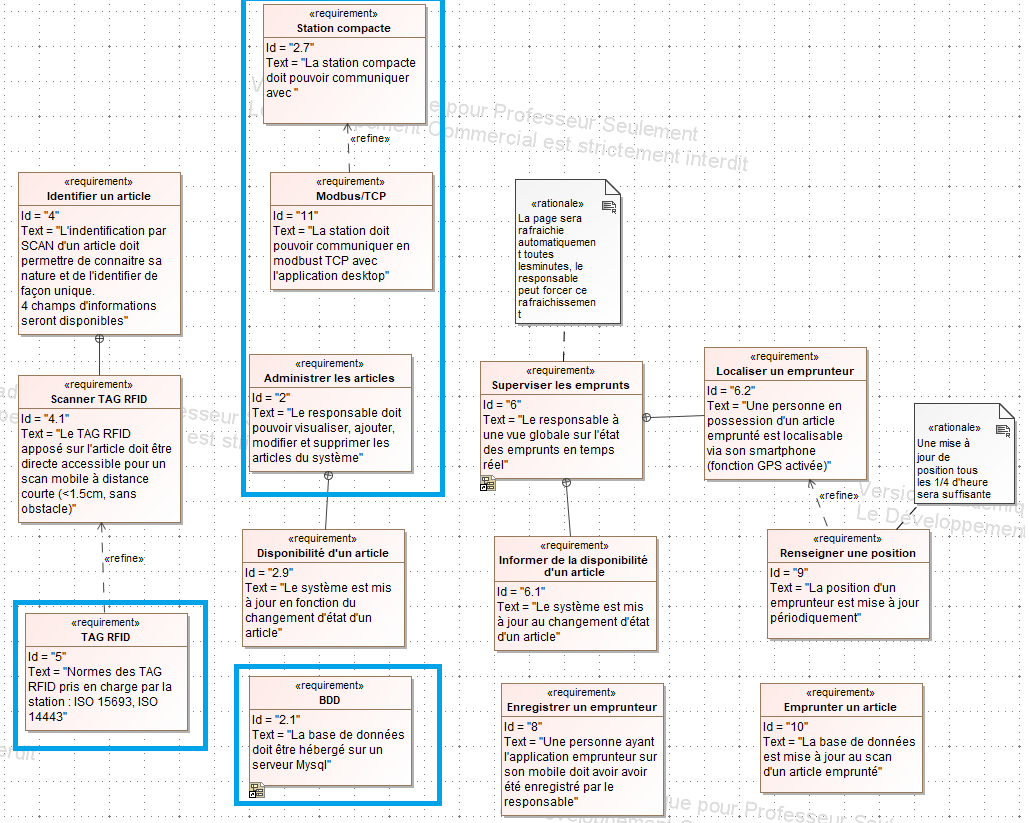 «requirement»
Station compacte
Id = "2.7"
Text = "La station compacte
doit pouvoir communiquer
avec "
«refine»
«requirement»
Modbus/TCP
Id = "11"
Text = "La station doit
pouvoir communiquer en
modbust TCP avec
l'application desktop"
«requirement»
Identifier un article
Id = "4"
Text = "L'indentification par
SCAN d'un article doit
permettre de connaitre sa
nature et de l'identifier de
façon unique.
4 champs d'informations
seront disponibles"
«requirement»
Scanner TAG RFID
Id = "4.1"
Text = "Le TAG RFID
apposé sur l'article doit être
directe accessible pour un
scan mobile à distance
courte (<1.5cm, sans
obstacle)"
«refine»
«requirement»
TAG RFID
Id = "5"
Text = "Normes des TAG
RFID pris en charge par la
station : ISO 15693, ISO
14443"
«requirement»
Administrer les articles
Id = "2"
Text = "Le responsable doit
pouvoir visualiser, ajouter,
modifier et supprimer les
articles du système"
«requirement»
Disponibilité d'un article
Id = "2.9"
Text = "Le système est mis
à jour en fonction du
changement d'état d'un
article"
«requirement»
BDD
Id = "2.1"
Text = "La base de données
doit être hébergé sur un
serveur Mysql"
«rationale»
La page sera
rafraichie
automatiquemen
t toutes
lesminutes, le
responsable
peut forcer ce
rafraichissemen
t
«requirement»
Superviser les emprunts
Id = "6"
Text = "Le responsable à
une vue globale sur l'état
des emprunts en temps
réel"
«requirement»
Informer de la disponibilité
d'un article
Id = "6.1"
Text = "Le système est mis
à jour au changement d'état
d'un article"
«requirement»
Enregistrer un emprunteur
Id = "8"
Text = "Une personne ayant
l'application emprunteur sur
son mobile doit avoir avoir
été enregistré par le
responsable"
«requirement»
Localiser un emprunteur
Id = "6.2"
Text = "Une personne en
possession d'un article
emprunté est localisable
via son smartphone
(fonction GPS activée)"
«refine»
«rationale»
Une mise à
jour de
position tous
les 1/4 d'heure
sera suffisante
«requirement»
Renseigner une position
Id = "9"
Text = "La position d'un
emprunteur est mise à jour
périodiquement"
«requirement»
Emprunter un article
Id = "10"
Text = "La base de données
est mise à jour au scan
d'un article emprunté"
ue pour Professeur Seulement
ement Commercial est strictement interdit
Le Développement
que pour Professeur